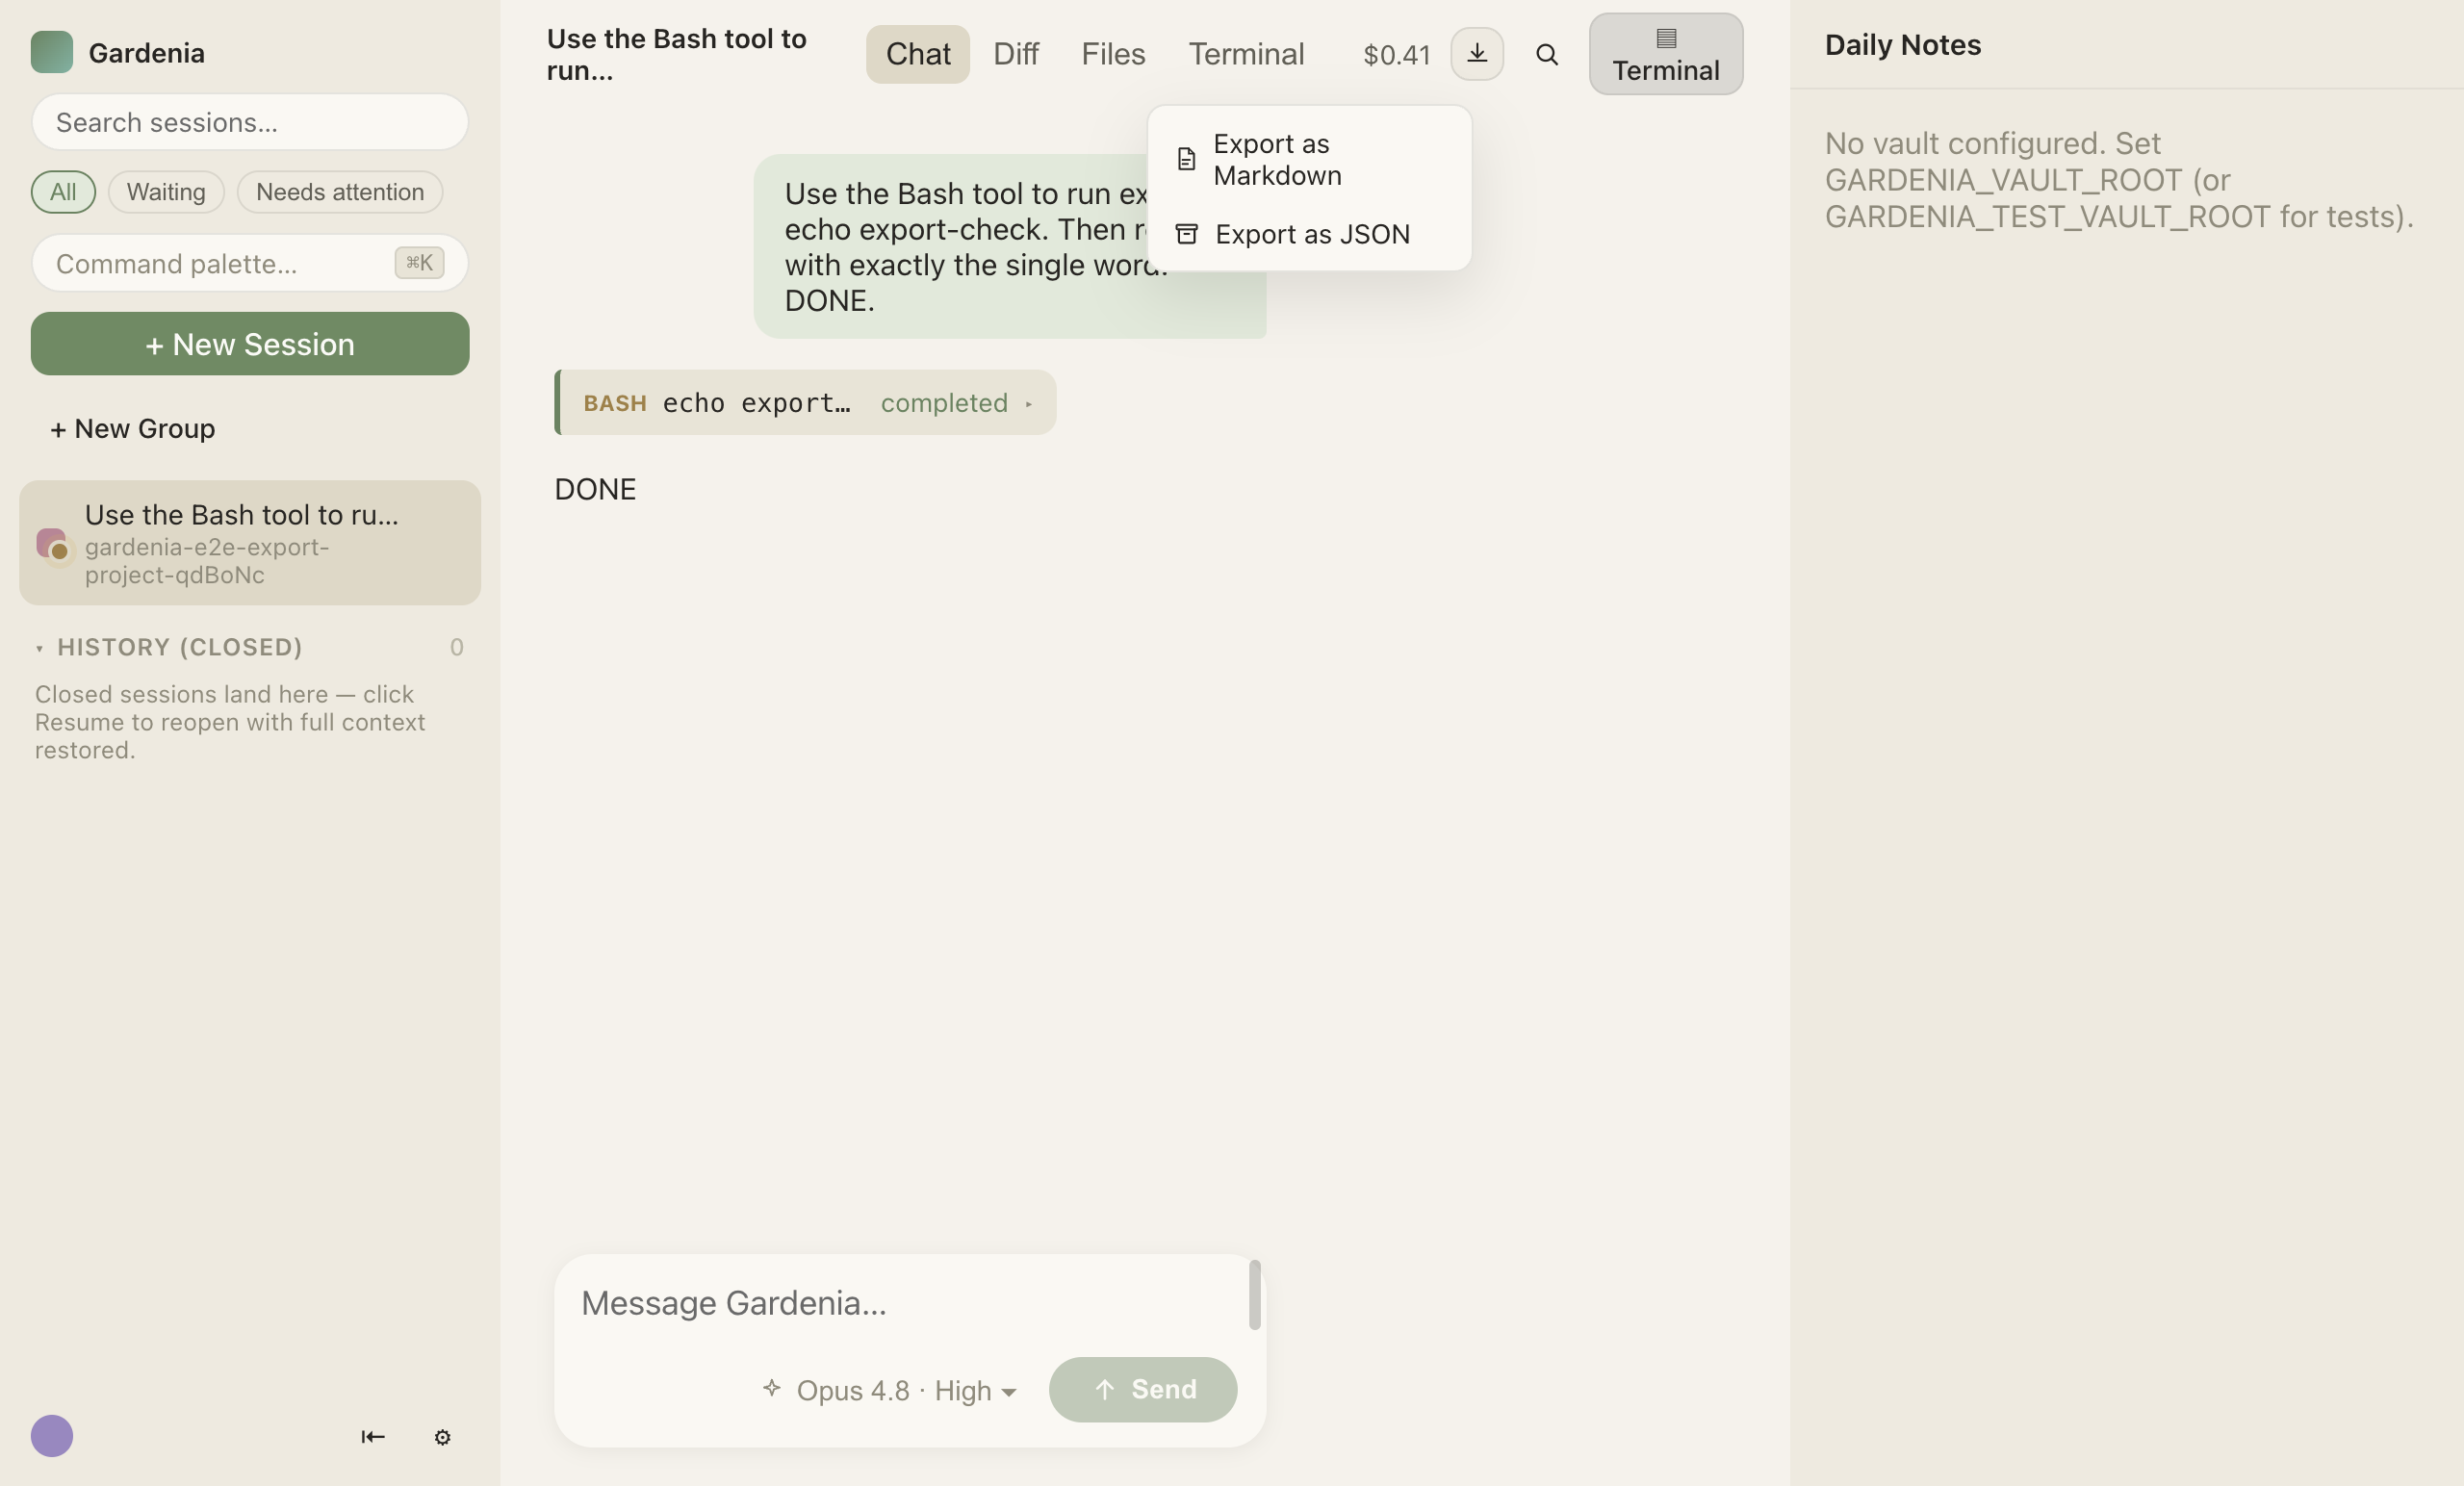 Gardenia
Search sessions...
All
Waiting
Needs attention
Command palette...
⌘K
+ New Session
+ New Group
Use the Bash tool to ru...
gardenia-e2e-export-
project-qdBoNc
HISTORY (CLOSED)
0
Closed sessions land here — click
Resume to reopen with full context
restored.
Use the Bash tool to
run...
Chat
Diff
Files
Terminal
$0.41
Terminal
Export as
Markdown
Export as JSON
Use the Bash tool to run
echo export-check. Then
with exactly the single word:
DONE.
BASH echo export… completed
DONE
Message Gardenia...
Opus 4.8 · High
Send
Daily Notes
No vault configured. Set
GARDENIA_VAULT_ROOT (or
GARDENIA_TEST_VAULT_ROOT for tests).